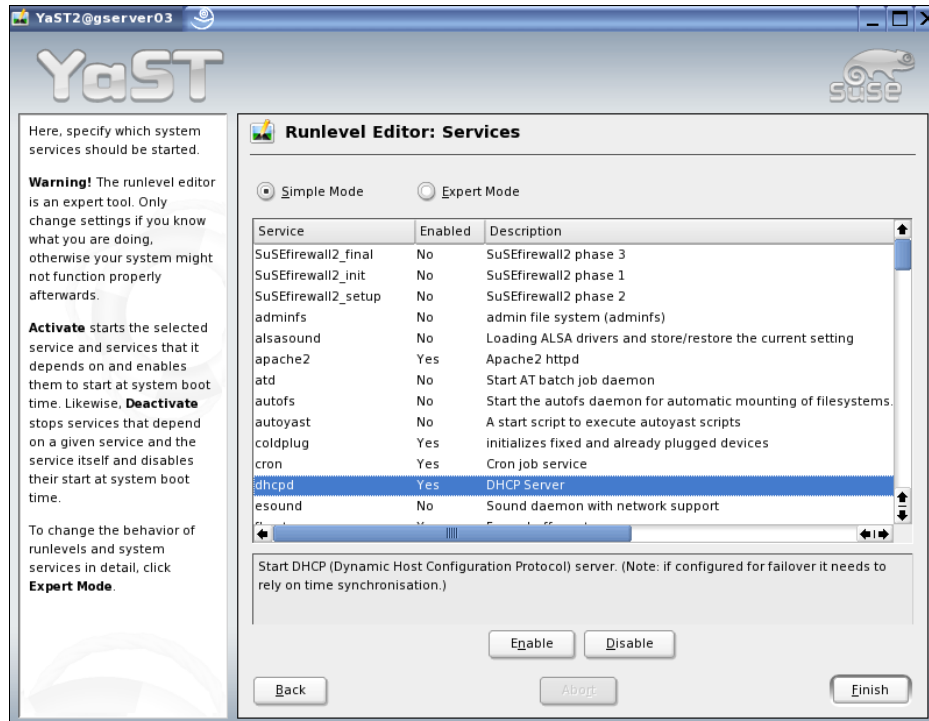 YaST2@gserver03
YaST
SUSE
Here, specify which system
services should be started.
Warning! The runlevel editor
is an expert tool. Only
change settings if you know
what you are doing,
otherwise your system might
not function properly
afterwards.
Activate starts the selected
service and services that it
depends on and enables
them to start at system boot
time. Likewise, Deactivate
stops services that depend
on a given service and the
service itself and disables
their start at system boot
time.
To change the behavior of
runlevels and system
services in detail, click
Expert Mode.
Runlevel Editor: Services
Simple Mode Expert Mode
Service Enabled Description
SuSEfirewall2_final No SuSEfirewall2 phase 3
SuSEfirewall2_init No SuSEfirewall2 phase 1
SuSEfirewall2_setup No SuSEfirewall2 phase 2
adminfs No admin file system (adminfs)
alsasound No Loading ALSA drivers and store/restore the current setting
apache2 Yes Apache2 httpd
atd No Start AT batch job daemon
autofs No Start the autofs daemon for automatic mounting of filesystems.
autoyast No A start script to execute autoyast scripts
coldplug Yes initializes fixed and already plugged devices
cron Yes Cron job service
dhcpd Yes DHCP Server
esound No Sound daemon with network support
Start DHCP (Dynamic Host Configuration Protocol) server. (Note: if configured for failover it needs to
rely on time synchronisation.)
Enable Disable
Back Abort Finish